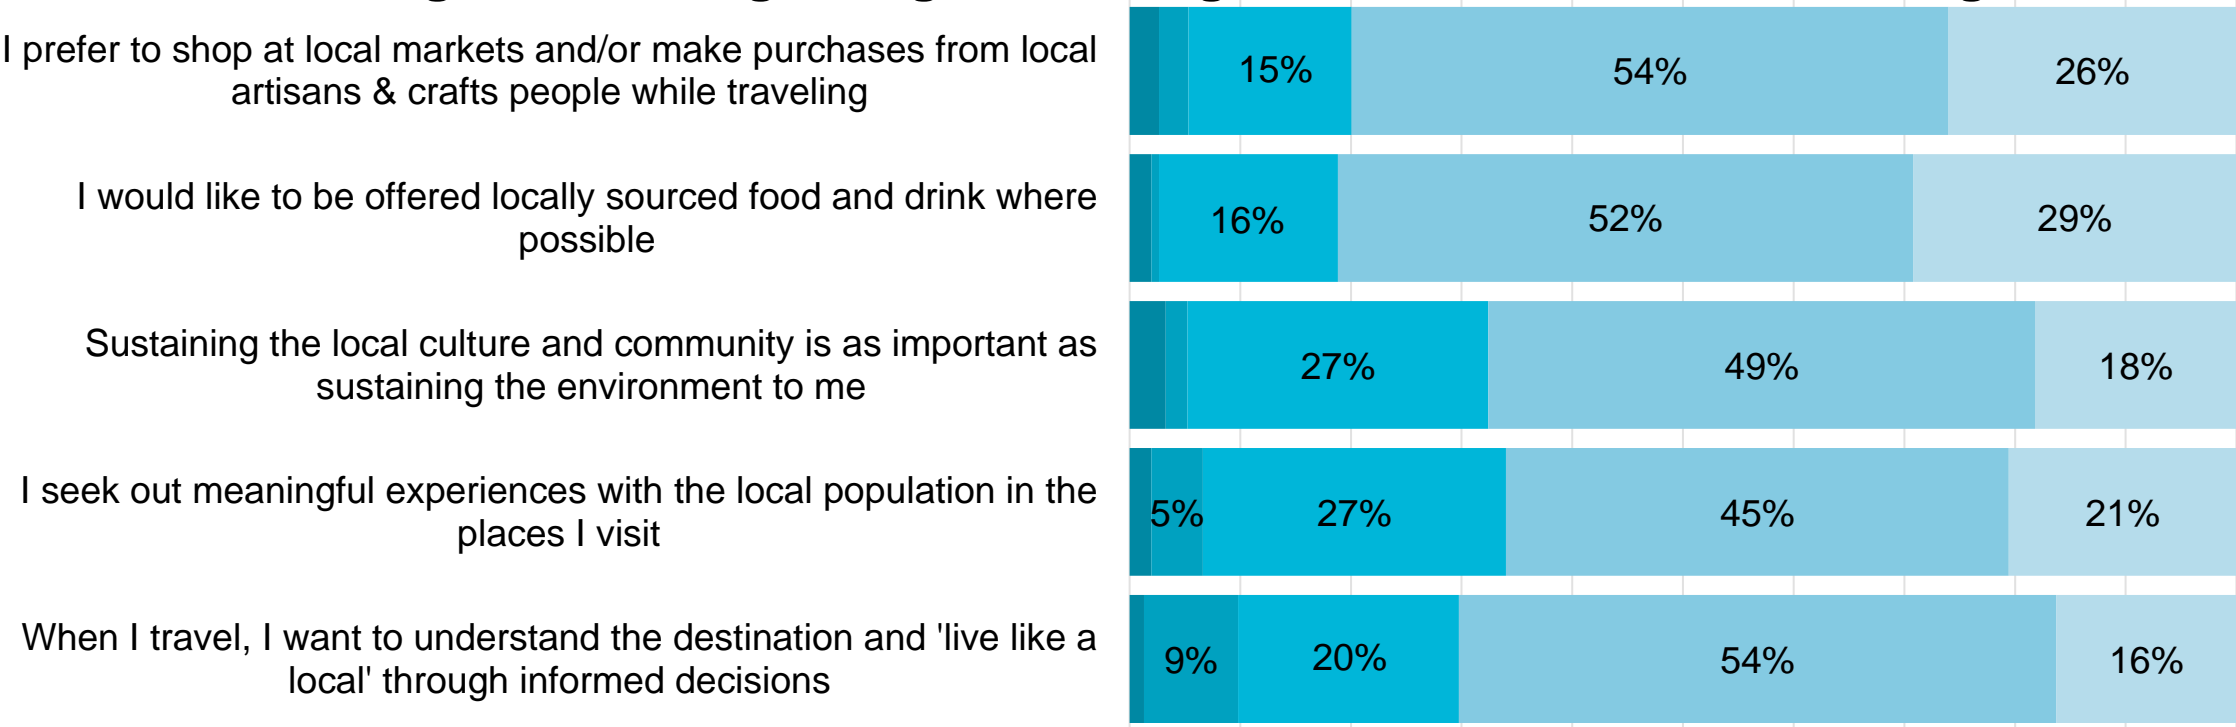 I prefer to shop at local markets and/or make purchases from local
artisans & crafts people while traveling
15% 54% 26%
I would like to be offered locally sourced food and drink where
possible
16% 52% 29%
Sustaining the local culture and community is as important as
sustaining the environment to me
27% 49% 18%
I seek out meaningful experiences with the local population in the
places I visit
5% 27% 45% 21%
When I travel, I want to understand the destination and 'live like a
local' through informed decisions
9% 20% 54% 16%